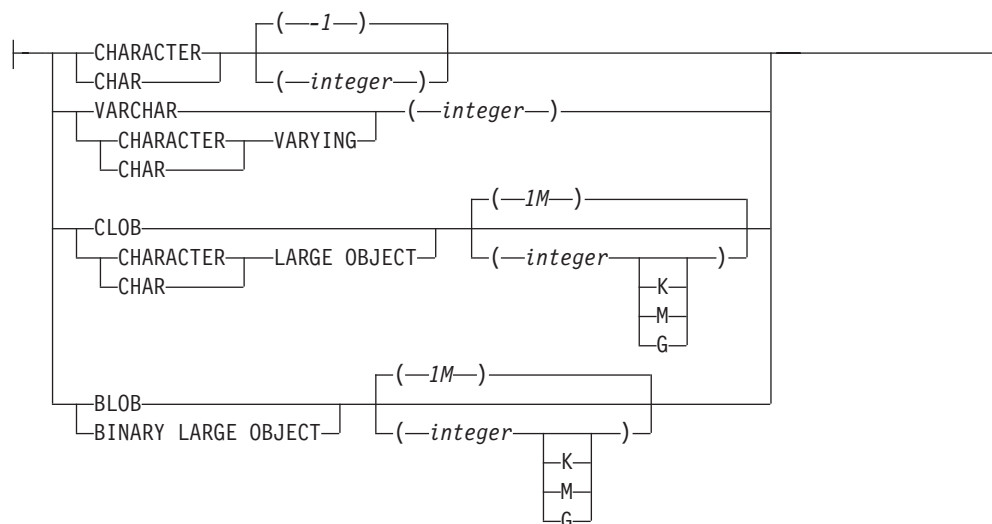 ( -1 )
CHARACTER
CHAR ( integer )
VARCHAR ( integer )
CHARACTER VARYING
CHAR
( 1M )
CLOB
CHARACTER LARGE OBJECT ( integer )
CHAR K
M
G
( 1M )
BLOB
BINARY LARGE OBJECT ( integer )
K
M
G